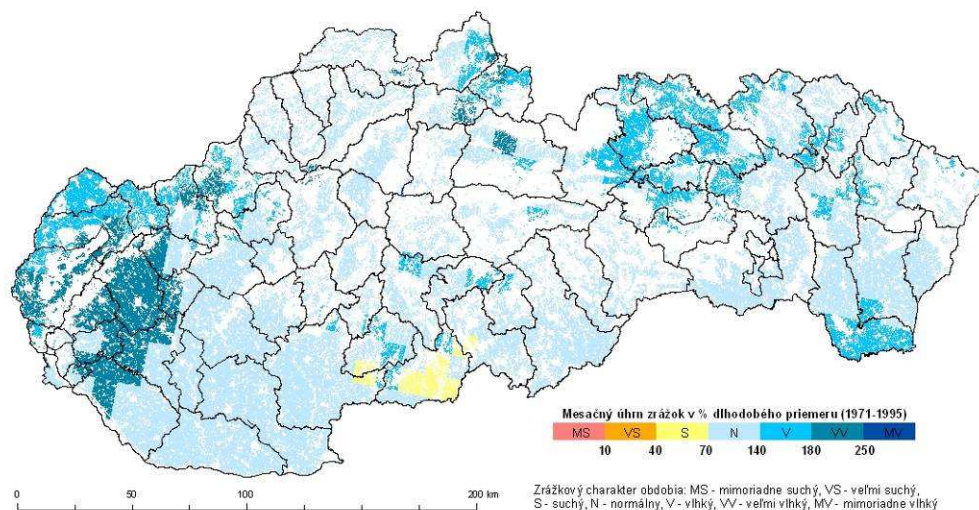 Mesačný úhrn zrážok v % dlhodobého priemeru (1971-1995)
MS VS S N V VV MV
10 40 70 140 180 250
0 50 100 200 km
Zrážkový charakter obdobia: MS - mimoriadne suchý, VS - veľmi suchý,
S - suchý, N - normálny, V - vlhký, VV - veľmi vlhký, MV - mimoriadne vlhký